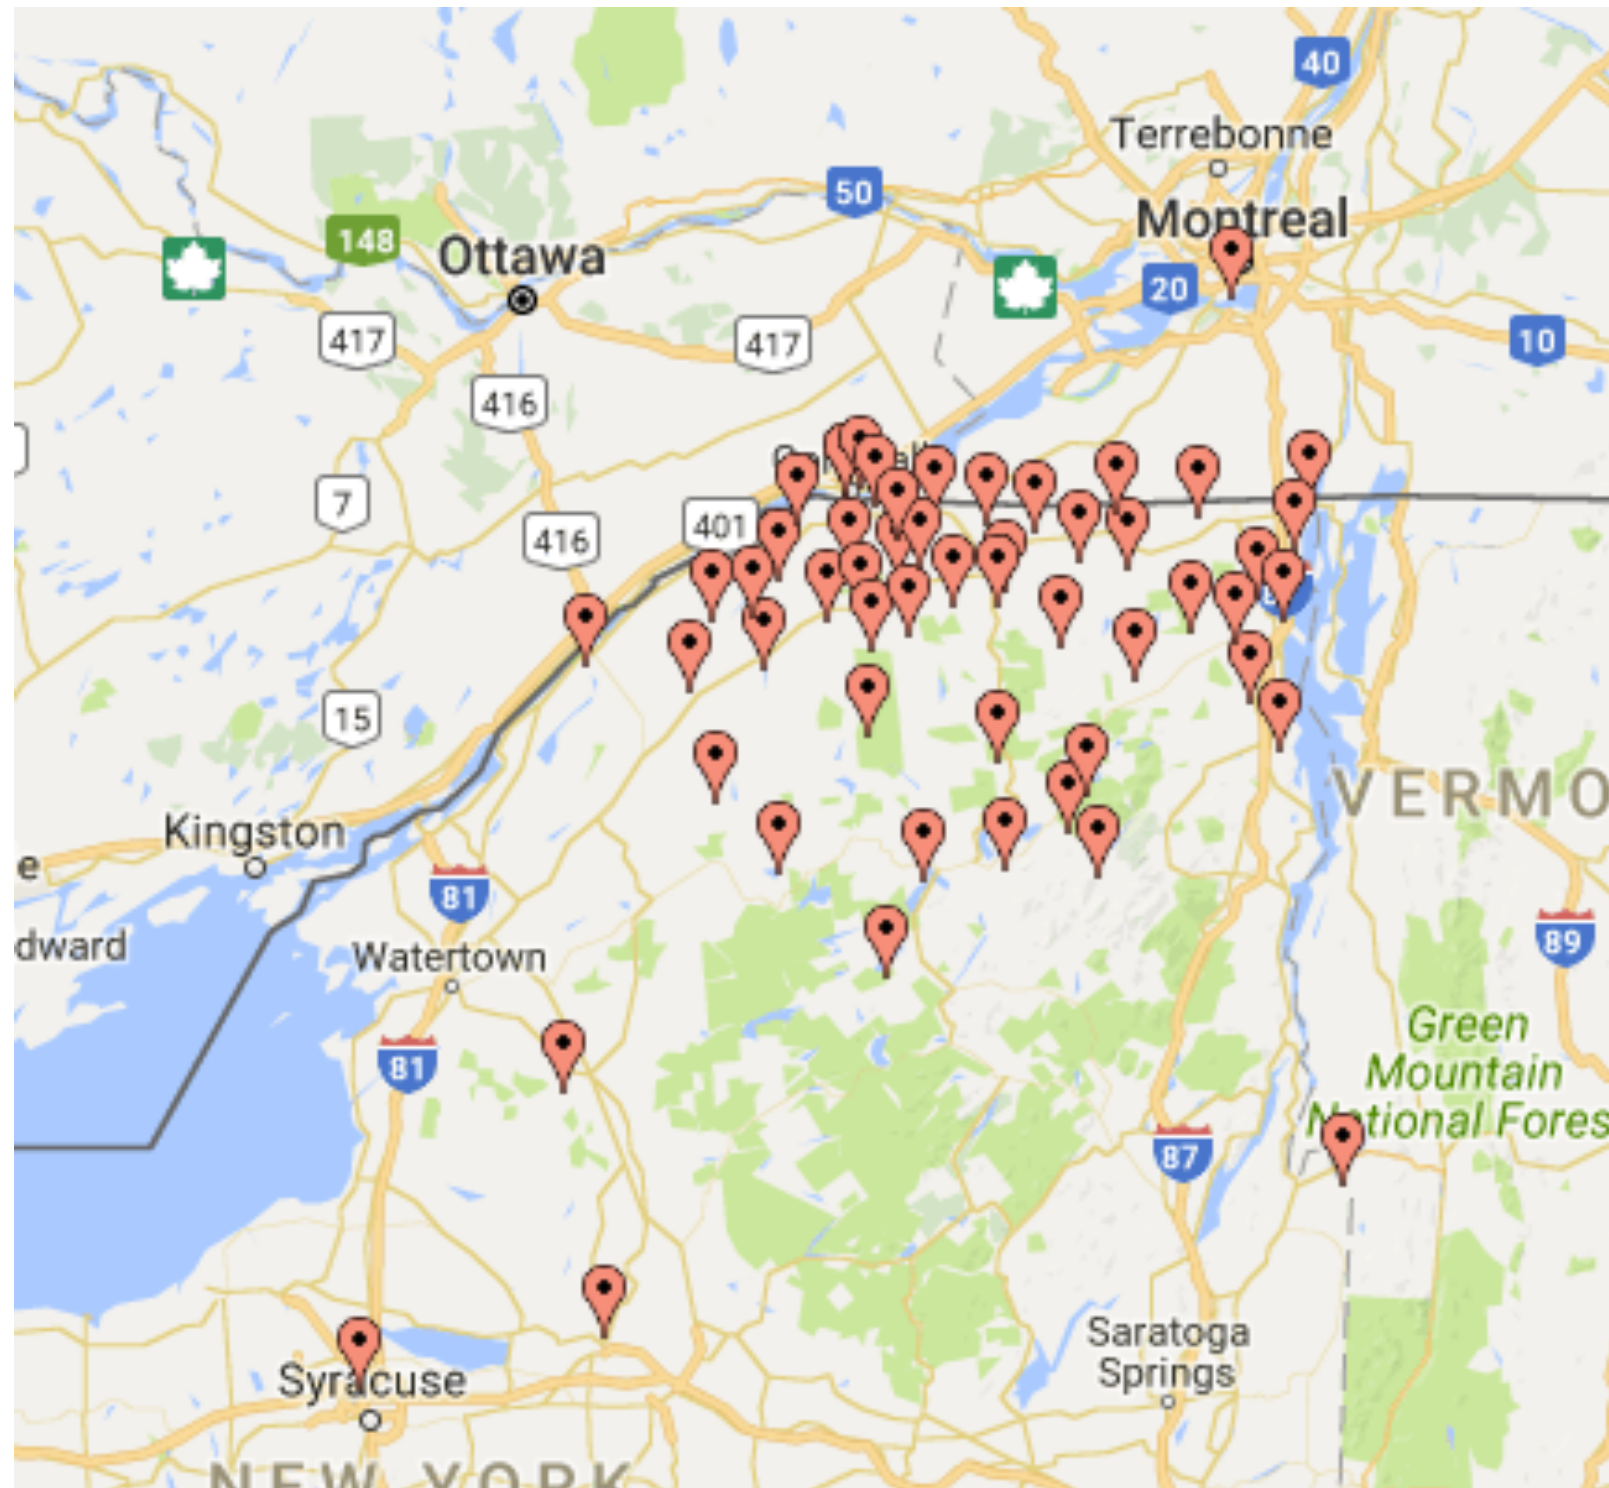 40
Terrebonne
50
Montreal
148
Ottawa
20
417
417
10
416
7
401
416
15
VERMO
Kingston
e
81
dward
Watertown
89
Green
Mountain
National Fores
81
87
Saratoga
Springs
Syracuse
NEW YORK